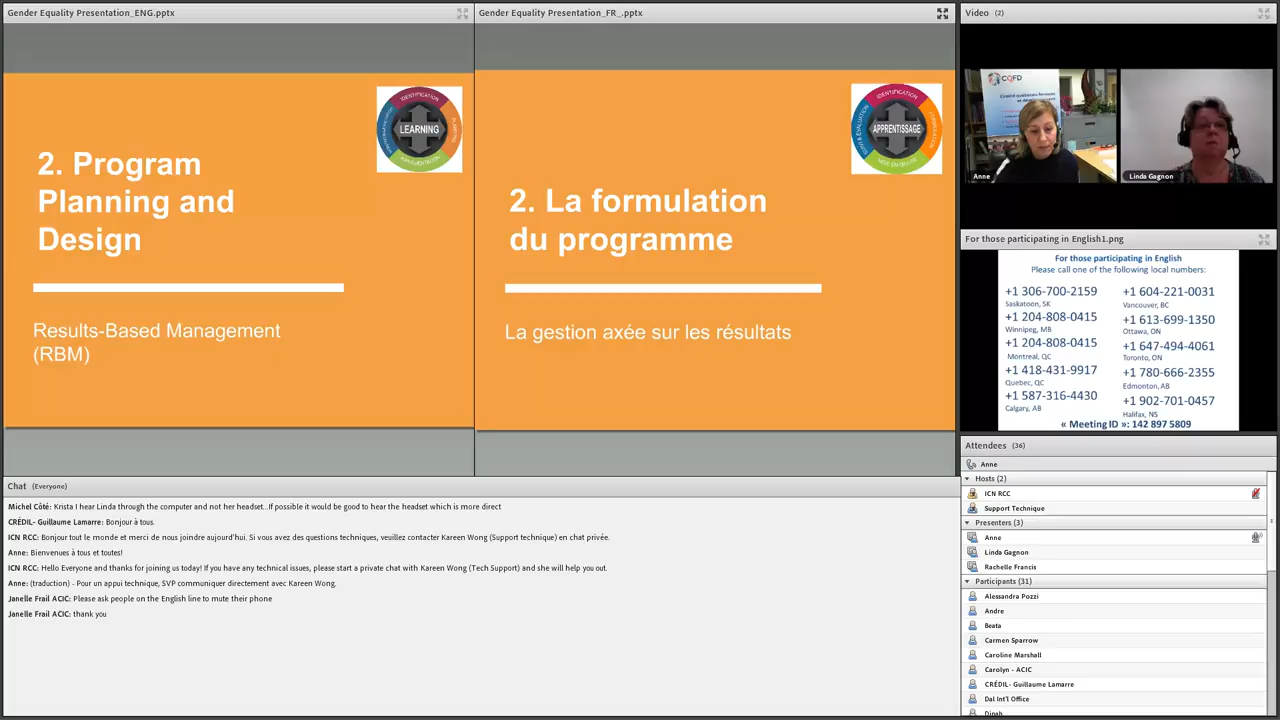 Gender Equality Presentation_ENG.pptx
IDENTIFICATION
PLANNING
LEARNING
IMPLEMENTATION
2. Program
Planning and
Design
Results-Based Management
(RBM)
Gender Equality Presentation_FR_.pptx
IDENTIFICATION
APPRENTISSAGE
2. La formulation
du programme
La gestion axée sur les résultats
Video (2)
CQFD
Anne
Linda Gagnon
For those participating in English1.png
For those participating in English
Please call one of the following local numbers:
+1 306-700-2159
Saskatoon, SK
+1 204-808-0415
Winnipeg, MB
+1 204-808-0415
Montreal, QC
+1 418-431-9917
Quebec, QC
+1 587-316-4430
Calgary, AB
+1 604-221-0031
Vancouver, BC
+1 613-699-1350
Ottawa, ON
+1 647-494-4061
Toronto, ON
+1 780-666-2355
Edmonton, AB
+1 902-701-0457
Halifax, NS
« Meeting ID »: 142 897 5809
Attendees (36)
Anne
Hosts (2)
ICN RCC
Support Technique
Presenters (3)
Anne
Linda Gagnon
Rachelle Francis
Participants (31)
Alessandra Pozzi
Andre
Beata
Carmen Sparrow
Caroline Marshall
Carolyn - ACIC
CRÉDIL- Guillaume Lamarre
Dal Int'l Office
Dinah
Chat (Everyone)
Michel Côté: Krista I hear Linda through the computer and not her headset...If possible it would be good to hear the headset which is more direct
CRÉDIL- Guillaume Lamarre: Bonjour à tous.
ICN RCC: Bonjour tout le monde et merci de nous joindre aujourd'hui. Si vous avez des questions techniques, veuillez contacter Kareen Wong (Support technique) en chat privée.
Anne: Bienvenues à tous et toutes!
ICN RCC: Hello Everyone and thanks for joining us today! If you have any technical issues, please start a private chat with Kareen Wong (Tech Support) and she will help you out.
Anne: (traduction) - Pour un appui technique, SVP communiquer directement avec Kareen Wong.
Janelle Frail ACIC: Please ask people on the English line to mute their phone
Janelle Frail ACIC: thank you